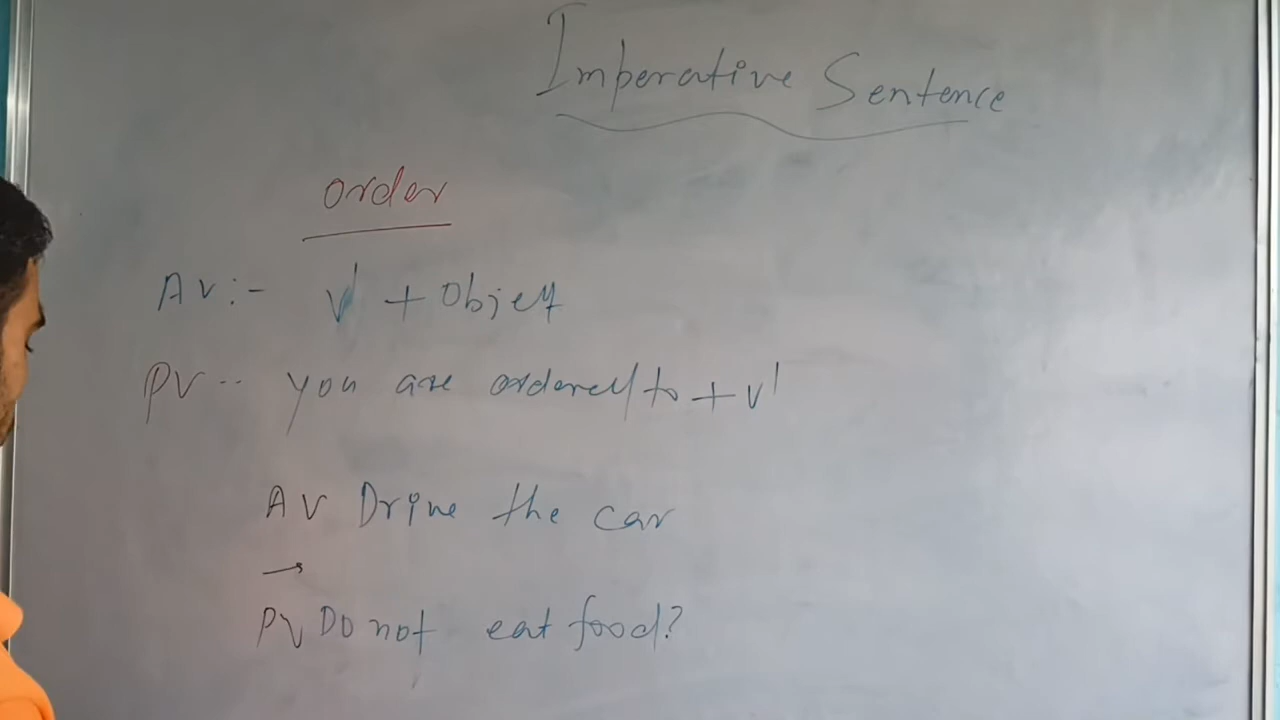 Imperative Sentence
order
AV:- V¹ + Object
PV.. you are ordered/to + V¹
AV Drive the car
→
PV Do not eat food?